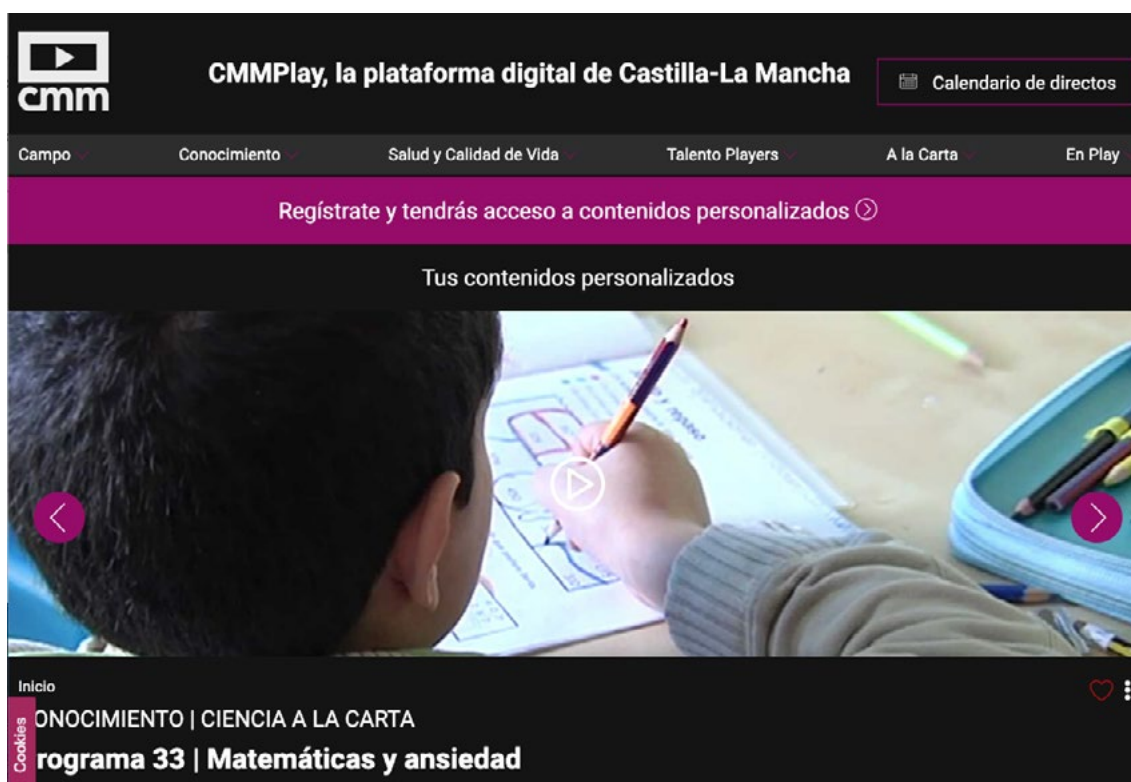 cmm
CMMPlay, la plataforma digital de Castilla-La Mancha
Calendario de directos
Campo
Conocimiento
Salud y Calidad de Vida
Talento Players
A la Carta
En Play
Regístrate y tendrás acceso a contenidos personalizados
Tus contenidos personalizados
y repaso
Inicio
ONOCIMIENTO | CIENCIA A LA CARTA
Cookies
rograma 33 | Matemáticas y ansiedad